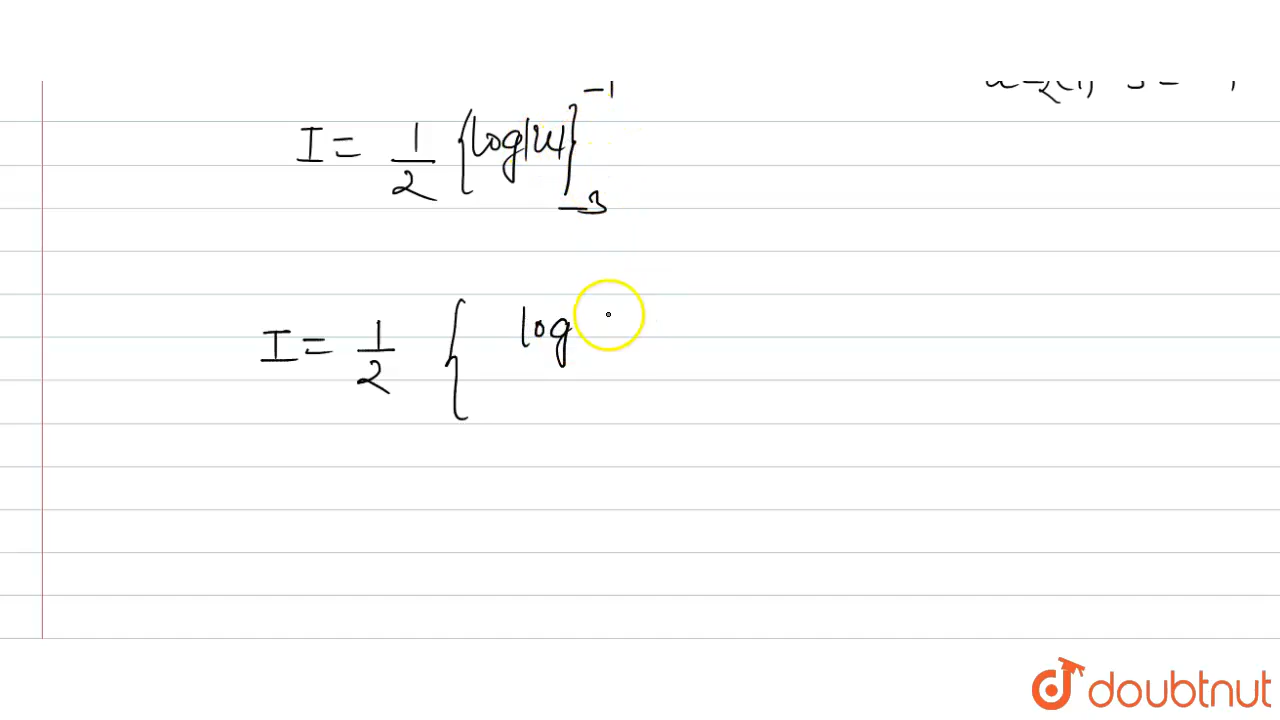 I = 1/2 {log|u|}_{-3}^{-1}
I = 1/2 { log
doubtnut